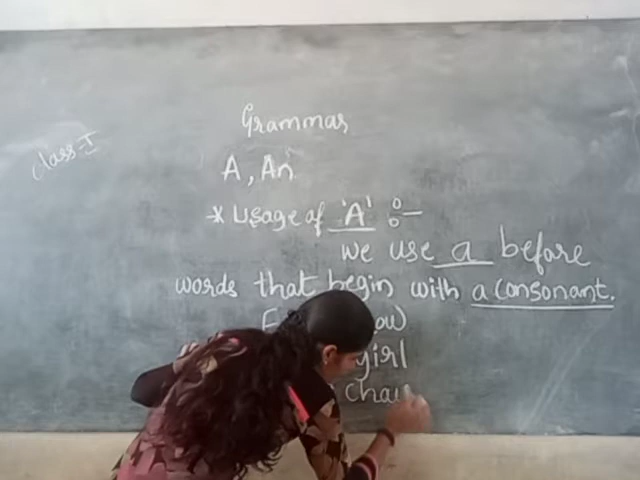 Class-I
Grammar
A, An
* Usage of 'A' :-
we use a before
words that begin with a consonant.
girl